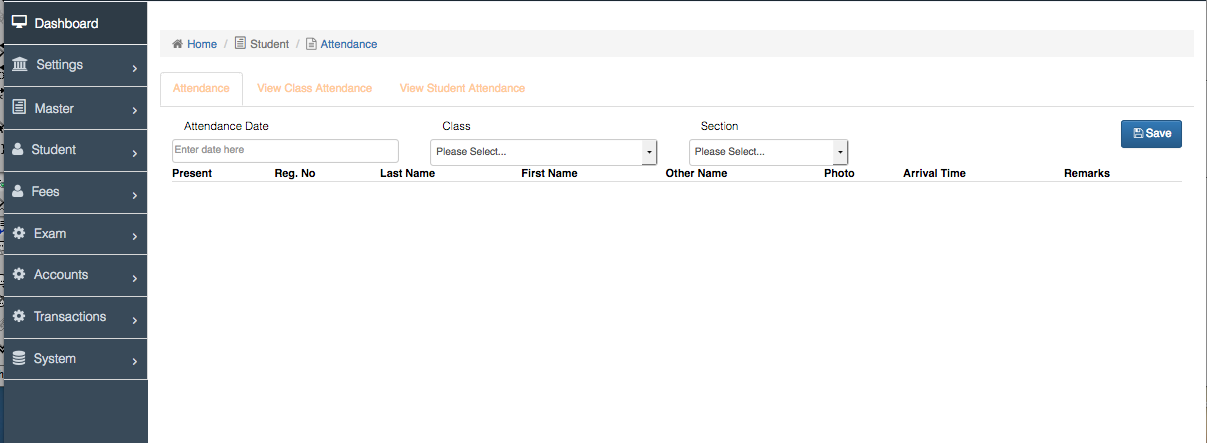 Dashboard
Settings
Master
Student
Fees
Exam
Accounts
Transactions
System
Home / Student / Attendance
Attendance View Class Attendance View Student Attendance
Attendance Date Class Section
Save
Enter date here Please Select... Please Select...
Present Reg. No Last Name First Name Other Name Photo Arrival Time Remarks